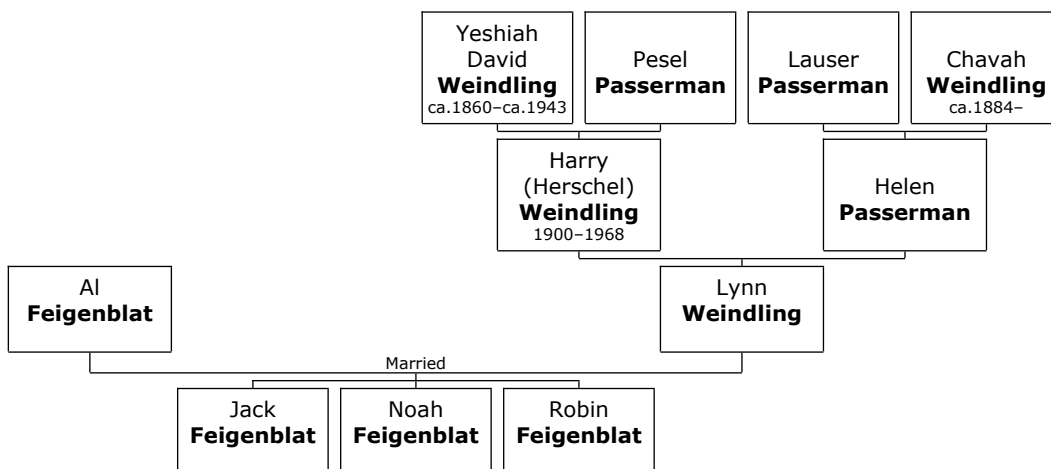 Yeshiah
David
Weindling
ca.1860–ca.1943
Pesel
Passerman
Lauser
Passerman
Chavah
Weindling
ca.1884–
Harry
(Herschel)
Weindling
1900–1968
Helen
Passerman
Al
Feigenblat
Lynn
Weindling
Married
Jack
Feigenblat
Noah
Feigenblat
Robin
Feigenblat